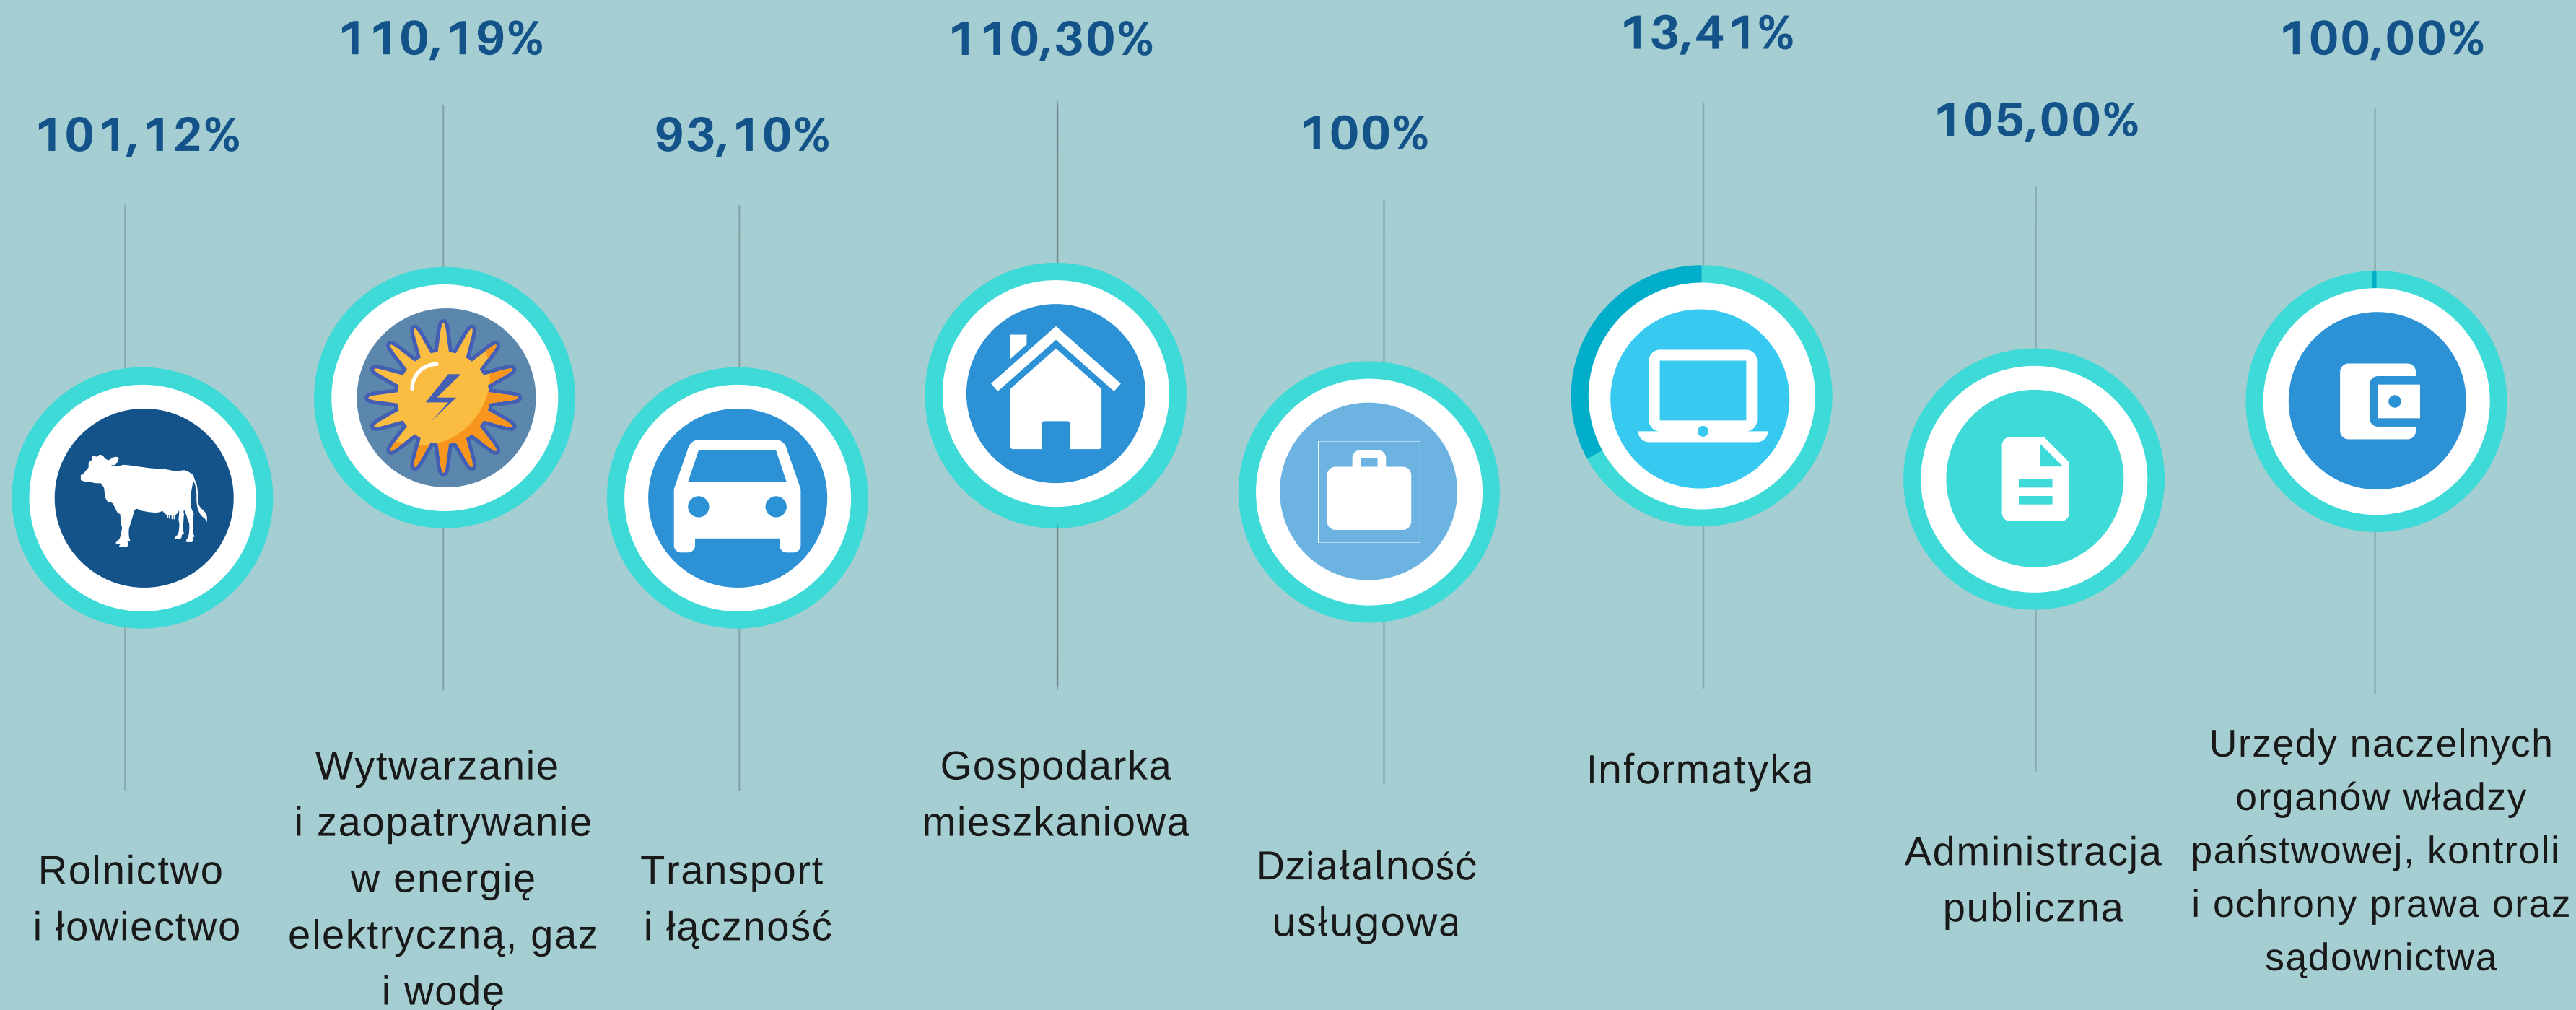 101,12%
Rolnictwo
i łowiectwo
110,19%
Wytwarzanie
i zaopatrywanie
w energię
elektryczną, gaz
i wodę
93,10%
Transport
i łączność
110,30%
Gospodarka
mieszkaniowa
100%
Działalność
usługowa
13,41%
Informatyka
105,00%
Administracja
publiczna
100,00%
Urzędy naczelnych
organów władzy
państwowej, kontroli
i ochrony prawa oraz
sądownictwa